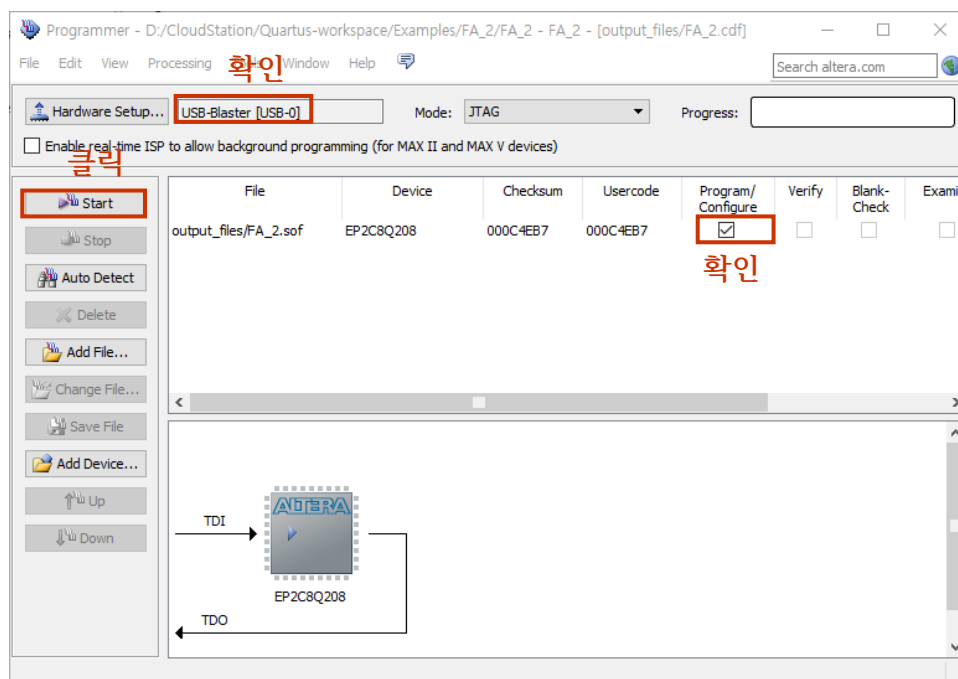 Programmer - D:/CloudStation/Quartus-workspace/Examples/FA_2/FA_2 - FA_2 - [output_files/FA_2.cdf]
File Edit View Processing Window Help
확인
Search altera.com
Hardware Setup... USB-Blaster [USB-0] Mode: JTAG Progress:
Enable real-time ISP to allow background programming (for MAX II and MAX V devices)
클릭
Start
Stop
Auto Detect
Delete
Add File...
Change File...
Save File
Add Device...
Up
Down
File Device Checksum Usercode Program/ Verify Blank- Exami
Configure Check
output_files/FA_2.sof EP2C8Q208 000C4EB7 000C4EB7
확인
ALTERA
TDI
EP2C8Q208
TDO